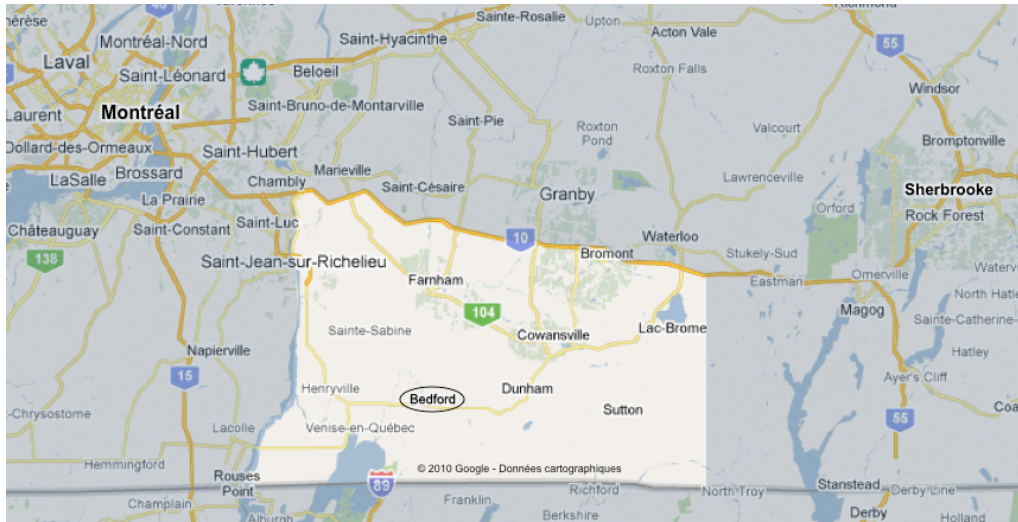 40
Richmond
Sainte-Rosalie
Upton
Acton Vale
Montréal-Nord
Saint-Hyacinthe
55
Laval
Saint-Léonard
Beloeil
Roxton Falls
Windsor
Montréal
Saint-Bruno-de-Montarville
Saint-Pie
Roxton
Pond
Valcourt
Bromptonville
Dollard-des-Ormeaux
Saint-Hubert
LaSalle
Brossard
Marieville
Chambly
Saint-Césaire
Granby
Lawrenceville
Sherbrooke
La Prairie
Saint-Luc
Orford
Rock Forest
Châteauguay
Saint-Constant
10
Waterloo
138
Bromont
Stukely-Sud
Saint-Jean-sur-Richelieu
Farnham
Eastman
Omerville
North Hatle
104
Magog
Sainte-Catherine-
Sainte-Sabine
Cowansville
Lac-Brome
Napierville
Hatley
15
Henryville
Bedford
Dunham
Ayer's Cliff
Sutton
-Chrysostome
55
Lacolle
Venise-en-Québec
Hemmingford
Rouses
Point
89
© 2010 Google - Données cartographiques
Stanstead
Derby Line
Champlain
Franklin
Richford
North Troy
Alburgh
Berkshire
Derby
Holland